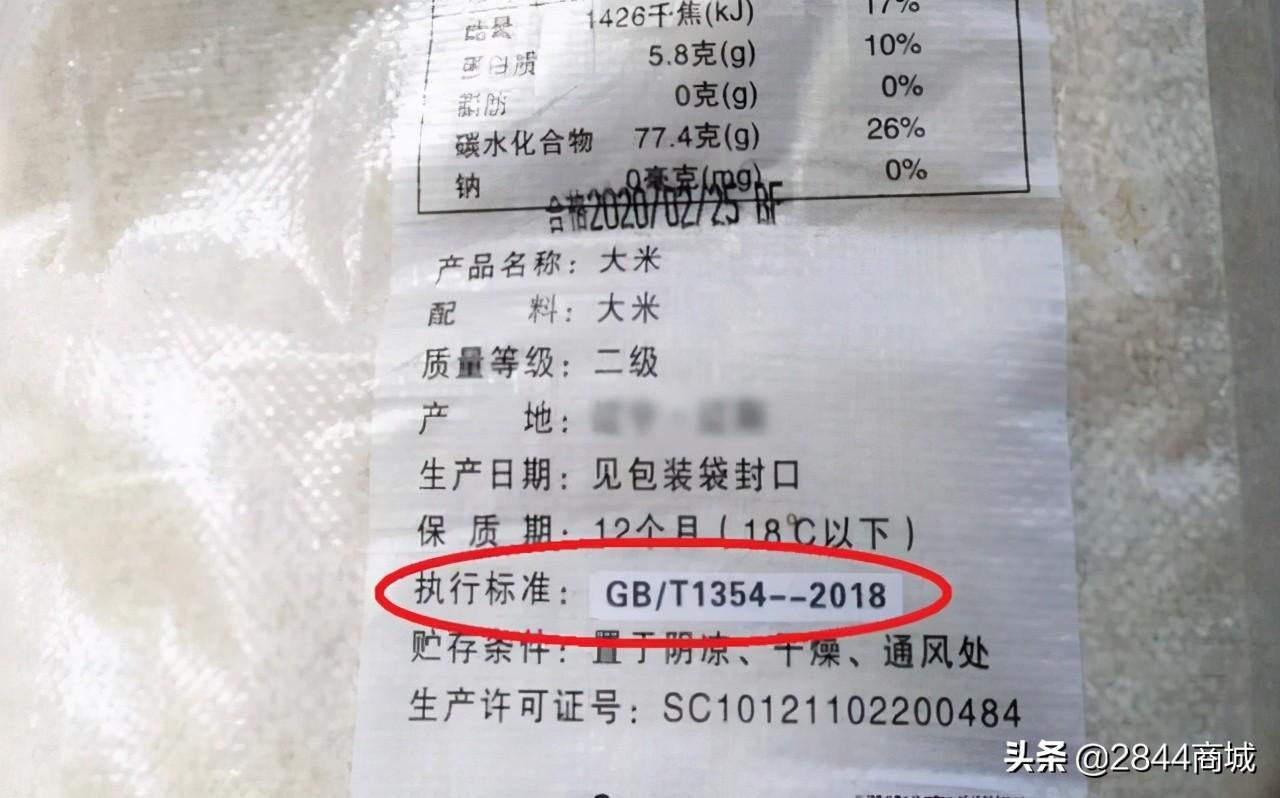 能量 1426千焦(kJ) 17%
蛋白质 5.8克(g) 10%
脂肪 0克(g) 0%
碳水化合物 77.4克(g) 26%
钠 0毫克(mg) 0%
合格2020/02/25 BF
产品名称：大米
配 料：大米
质量等级：二级
产 地：
生产日期：见包装袋封口
保 质 期：12个月(18℃以下)
执行标准：GB/T1354--2018
贮存条件：置于阴凉、干燥、通风处
生产许可证号：SC10121102200484
头条 @2844商城